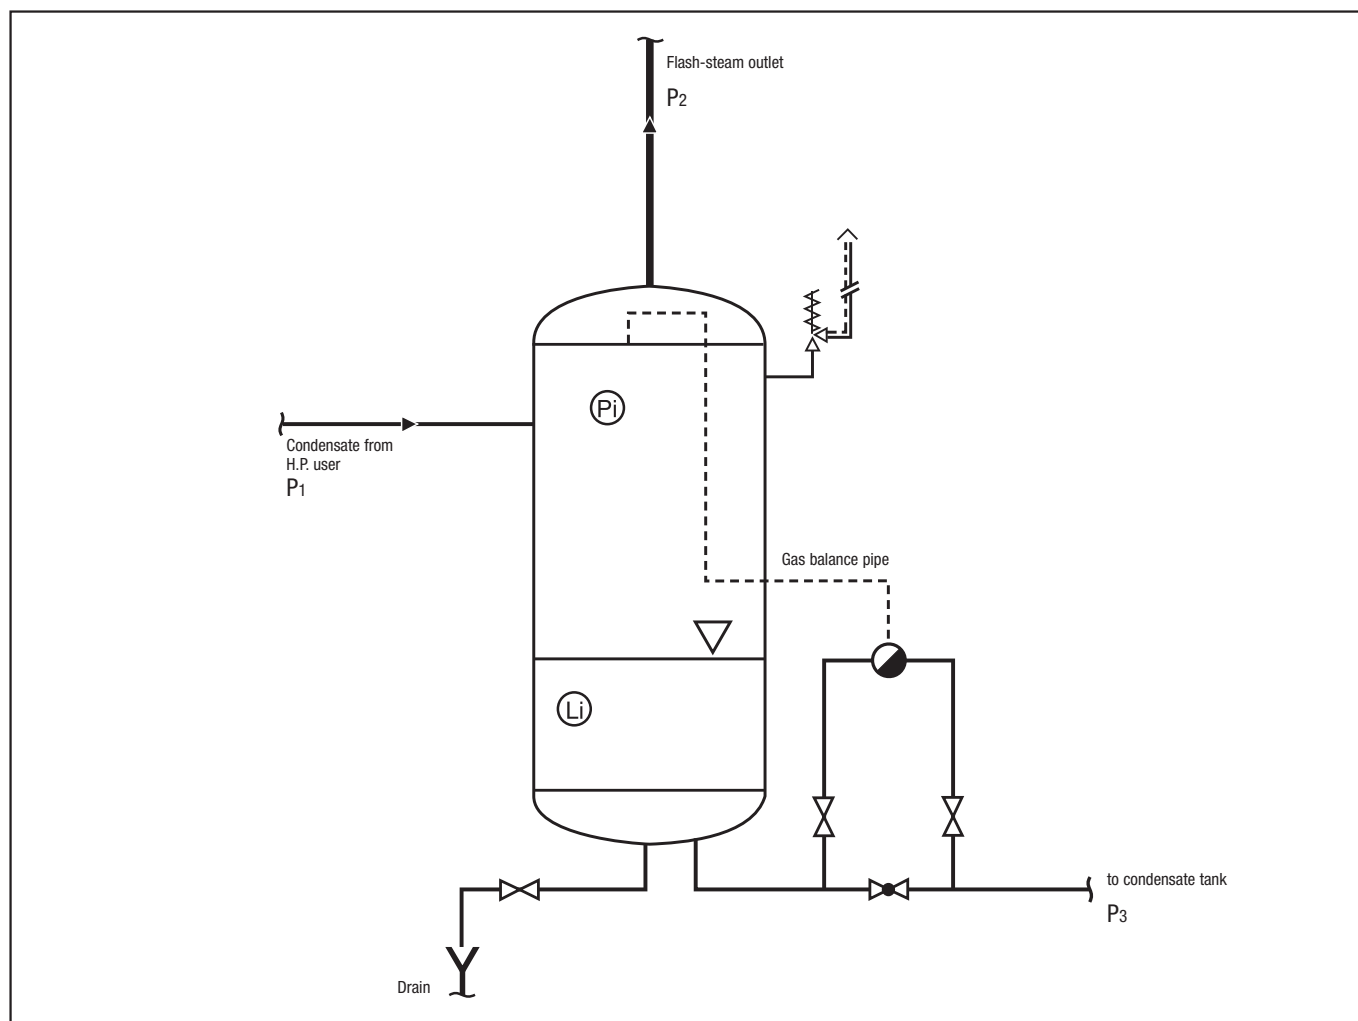 Flash-steam outlet
P2
Pi
Condensate from
H.P. user
P1
Gas balance pipe
Li
to condensate tank
P3
Drain